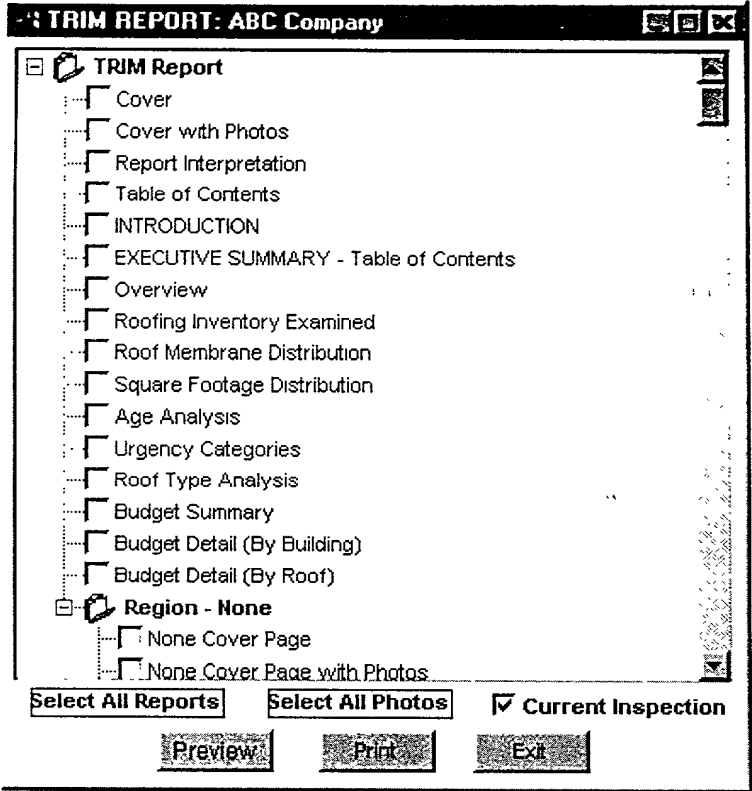 TRIM REPORT: ABC Company
TRIM Report
Cover
Cover with Photos
Report Interpretation
Table of Contents
INTRODUCTION
EXECUTIVE SUMMARY - Table of Contents
Overview
Roofing Inventory Examined
Roof Membrane Distribution
Square Footage Distribution
Age Analysis
Urgency Categories
Roof Type Analysis
Budget Summary
Budget Detail (By Building)
Budget Detail (By Roof)
Region - None
None Cover Page
None Cover Page with Photos
Select All Reports Select All Photos Current Inspection
Preview Print Exit